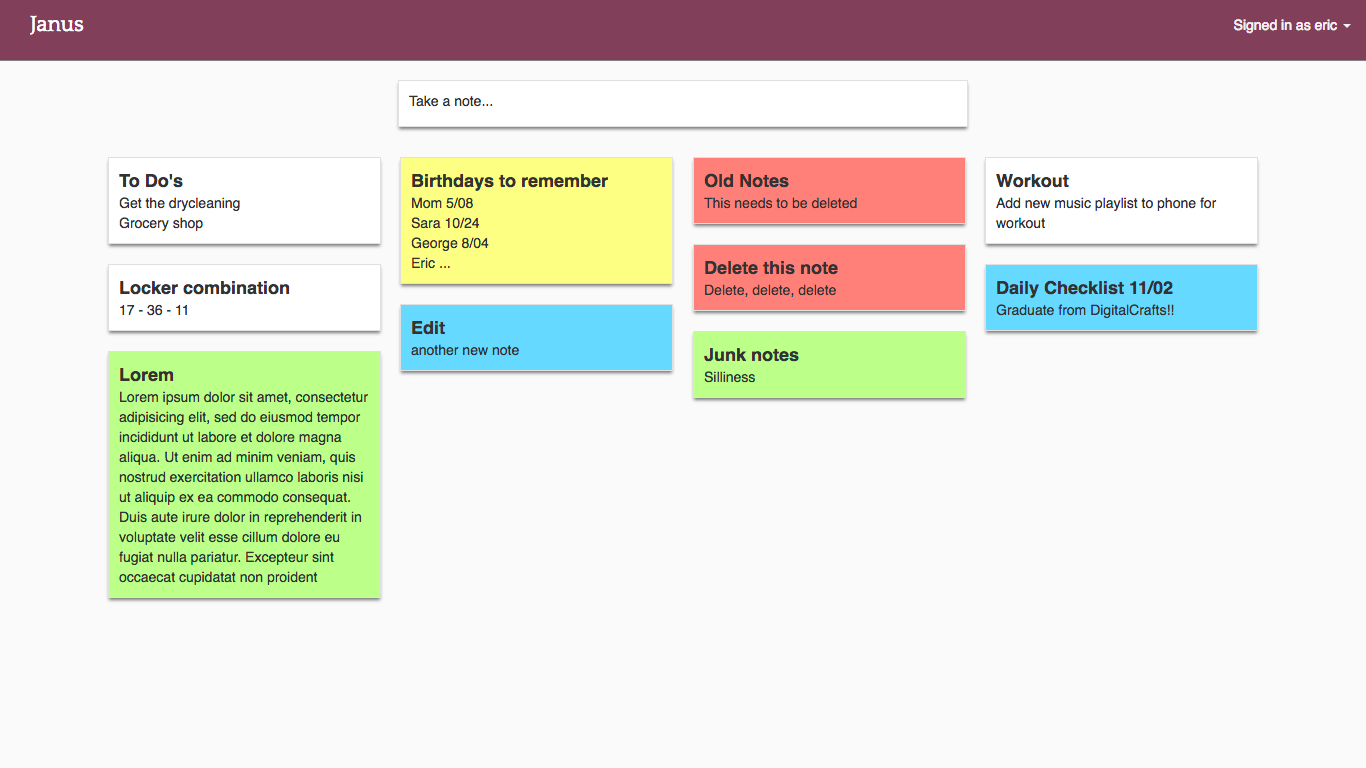 Janus
Signed in as eric
Take a note...
To Do's
Get the drycleaning
Grocery shop
Locker combination
17 - 36 - 11
Lorem
Lorem ipsum dolor sit amet, consectetur
adipisicing elit, sed do eiusmod tempor
incididunt ut labore et dolore magna
aliqua. Ut enim ad minim veniam, quis
nostrud exercitation ullamco laboris nisi
ut aliquip ex ea commodo consequat.
Duis aute irure dolor in reprehenderit in
voluptate velit esse cillum dolore eu
fugiat nulla pariatur. Excepteur sint
occaecat cupidatat non proident
Birthdays to remember
Mom 5/08
Sara 10/24
George 8/04
Eric ...
Edit
another new note
Old Notes
This needs to be deleted
Delete this note
Delete, delete, delete
Junk notes
Silliness
Workout
Add new music playlist to phone for
workout
Daily Checklist 11/02
Graduate from DigitalCrafts!!